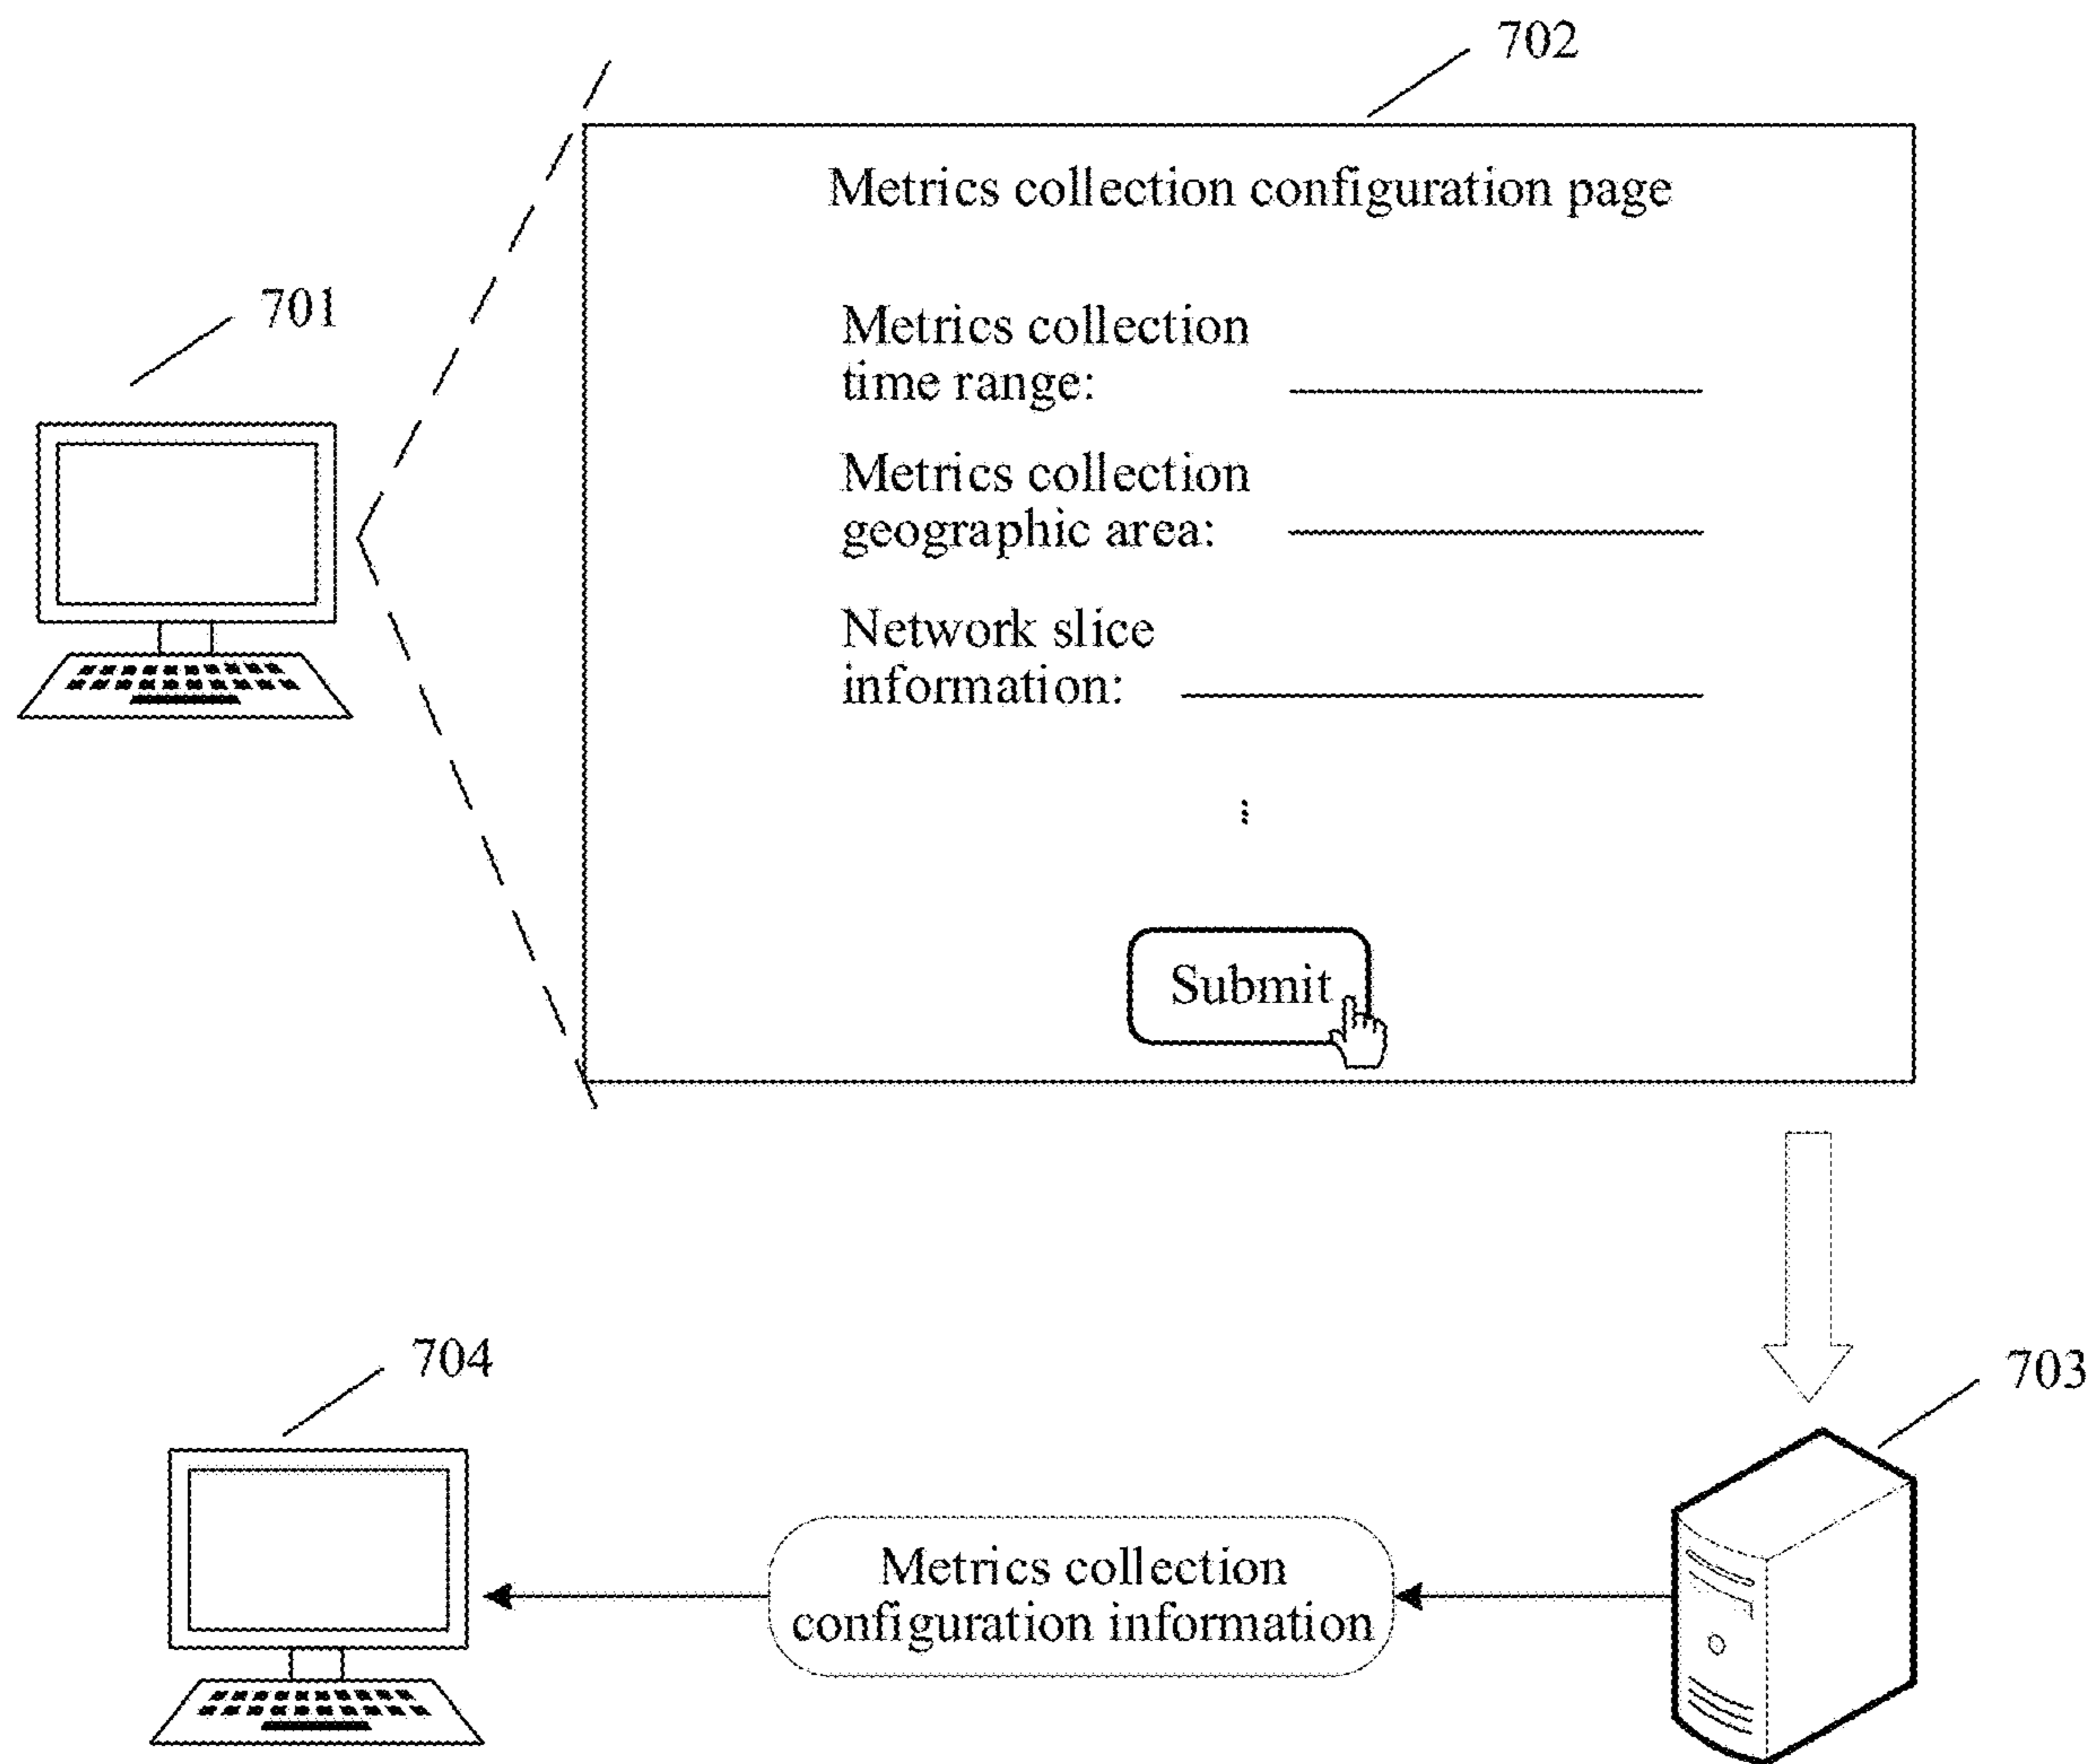 702
Metrics collection configuration page
701
Metrics collection
time range:
Metrics collection
geographic area:
Network slice
information:
Submit
704
703
Metrics collection
configuration information